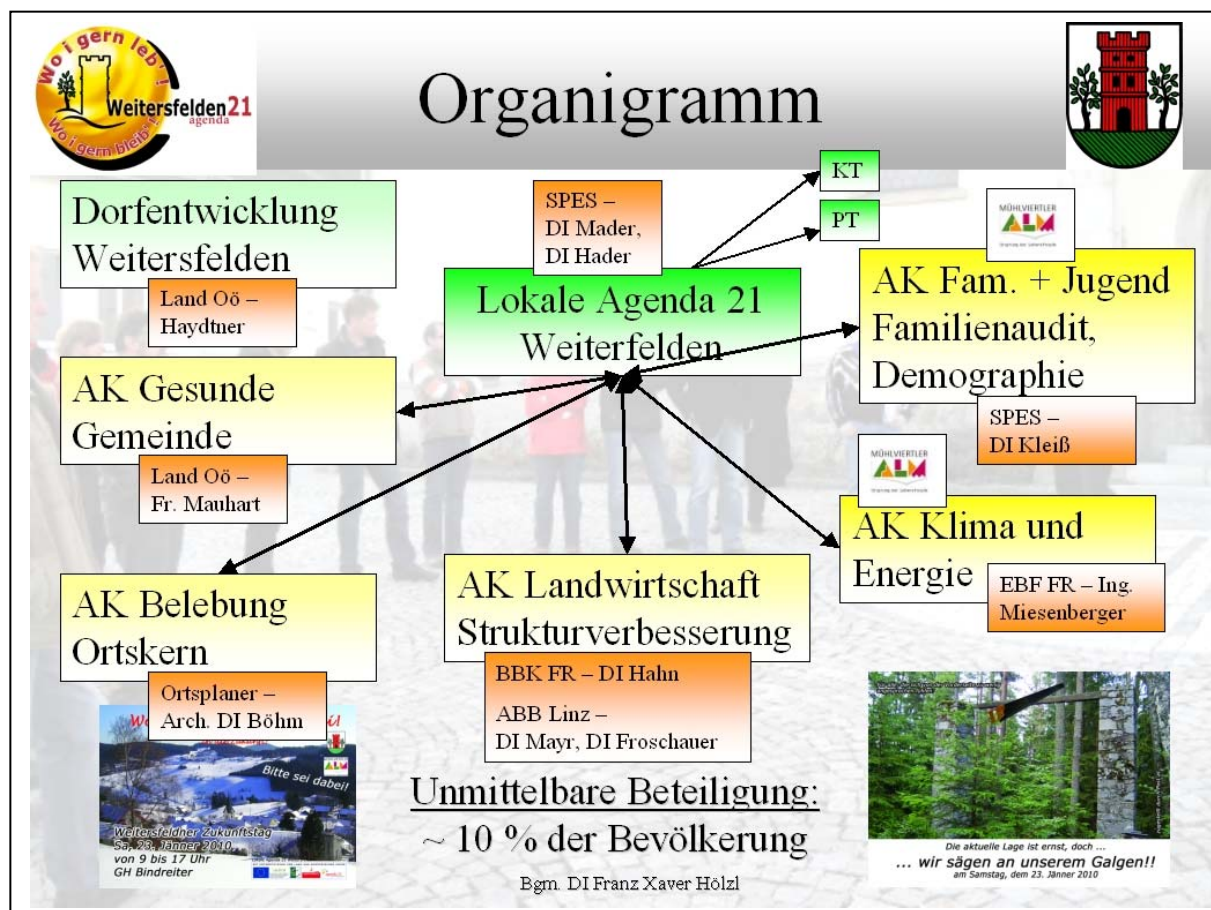 Wo i gern leb' !
Weitersfelden21
agenda
Wo i gern bleib' !
Organigramm
Dorfentwicklung
Weitersfelden
Land Oö –
Haydtner
SPES –
DI Mader,
DI Hader
KT
PT
Lokale Agenda 21
Weiterfelden
MÜHLVIERTLER
ALM
AK Fam. + Jugend
Familienaudit,
Demographie
SPES –
DI Kleiß
AK Gesunde
Gemeinde
Land Oö –
Fr. Mauhart
MÜHLVIERTLER
ALM
AK Klima und
Energie
EBF FR – Ing.
Miesenberger
AK Belebung
Ortskern
Ortsplaner –
Arch. DI Böhm
AK Landwirtschaft
Strukturverbesserung
BBK FR – DI Hahn
ABB Linz –
DI Mayr, DI Froschauer
Bitte sei dabei!
Weitersfeldner Zukunftstag
Sa, 23. Jänner 2010
von 9 bis 17 Uhr
GH Bindreiter
Unmittelbare Beteiligung:
~ 10 % der Bevölkerung
Bgm. DI Franz Xaver Hölzl
Die aktuelle Lage ist ernst, doch ...
... wir sägen an unserem Galgen!!
am Samstag, dem 23. Jänner 2010